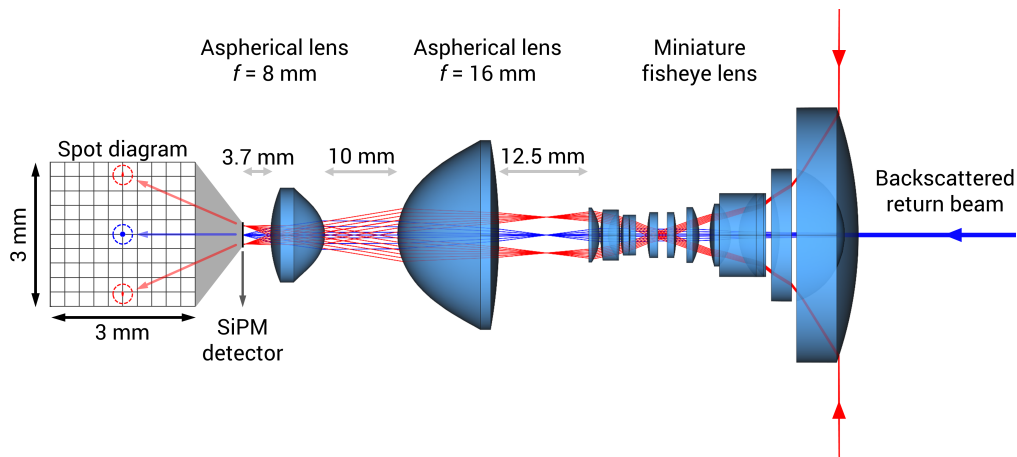 Aspherical lens
f = 8 mm
Aspherical lens
f = 16 mm
Miniature
fisheye lens
Spot diagram
3.7 mm
10 mm
12.5 mm
Backscattered
return beam
3 mm
3 mm
SiPM
detector